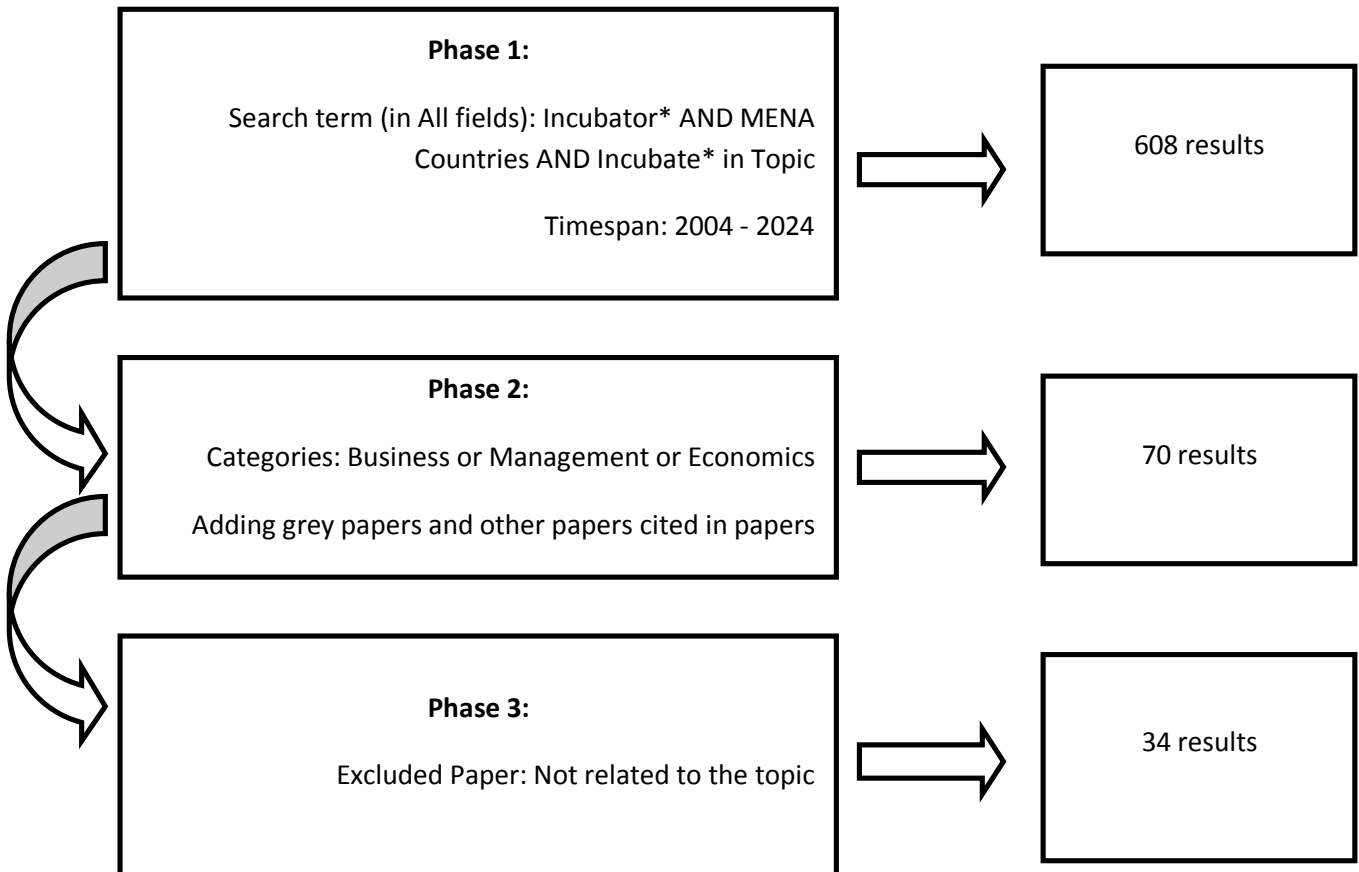 Phase 1:
Search term (in All fields): Incubator* AND MENA
Countries AND Incubate* in Topic
Timespan: 2004 - 2024
608 results
Phase 2:
Categories: Business or Management or Economics
Adding grey papers and other papers cited in papers
70 results
Phase 3:
Excluded Paper: Not related to the topic
34 results